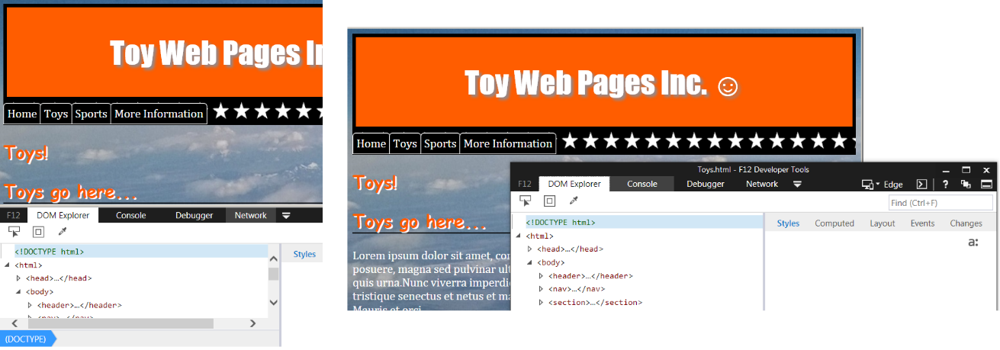 Toy Web Pages In
Home Toys Sports More Information
Toys!
Toys go here...
F12 DOM Explorer Console Debugger Network
<!DOCTYPE html>
Styles
<html>
<head>...</head>
<body>
<header>...</header>
<nav>...</nav>
(DOCTYPE)
Toy Web Pages Inc. ☺
Home Toys Sports More Information
Toys!
Toys go here...
Lorem ipsum dolor sit amet, con
posuere, magna sed pulvinar ult
quis urna.Nunc viverra imperdie
tristique senectus et netus et ma
Mauris et orci
Toys.html - F12 Developer Tools
F12 DOM Explorer Console Debugger Network Edge ?
Find (Ctrl+F)
<!DOCTYPE html>
Styles Computed Layout Events Changes
<html>
a:
<head>...</head>
<body>
<header>...</header>
<nav>...</nav>
<section>...</section>